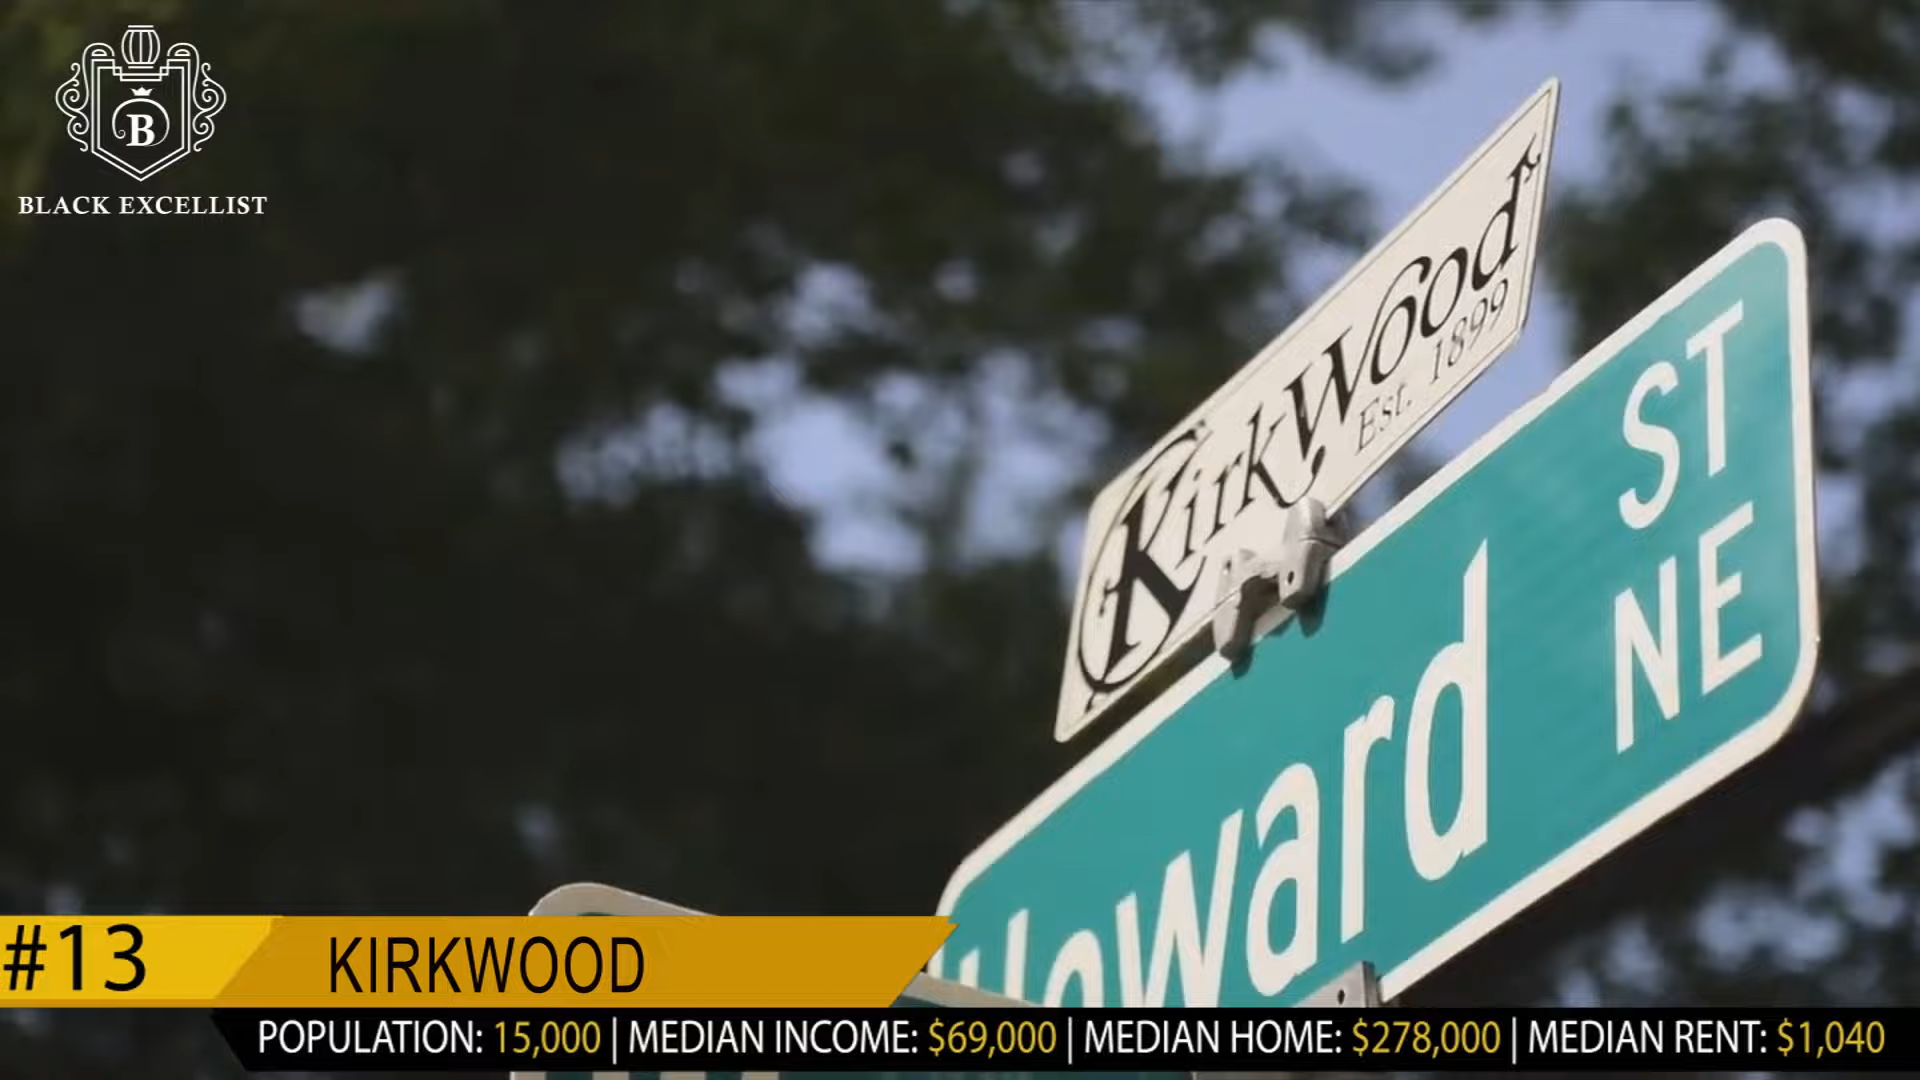 B
BLACK EXCELLIST
KirkWood
Est. 1899
Howard ST
NE
#13 KIRKWOOD
POPULATION: 15,000 | MEDIAN INCOME: $69,000 | MEDIAN HOME: $278,000 | MEDIAN RENT: $1,040